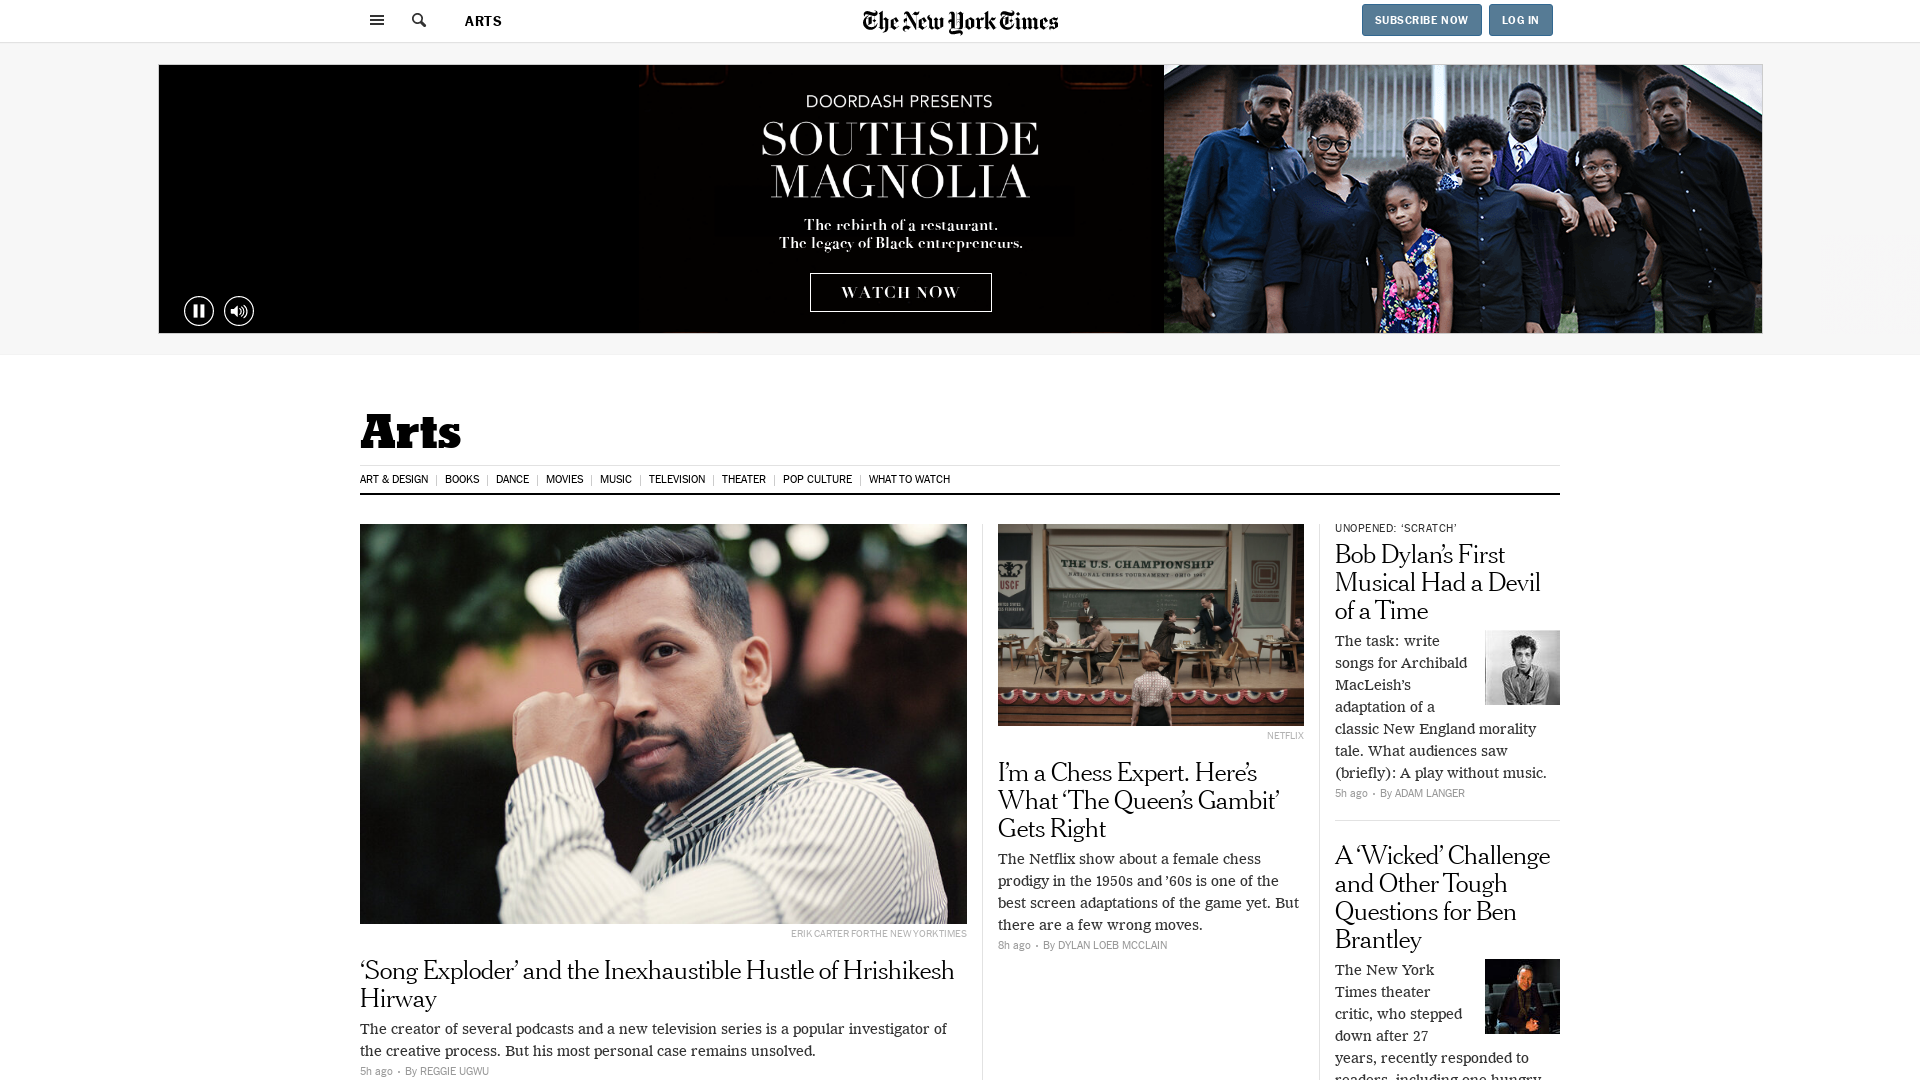 ARTS
The New York Times
SUBSCRIBE NOW
LOG IN
DOORDASH PRESENTS
SOUTHSIDE
MAGNOLIA
The rebirth of a restaurant.
The legacy of Black entrepreneurs.
WATCH NOW
Arts
ART & DESIGN
BOOKS
DANCE
MOVIES
MUSIC
TELEVISION
THEATER
POP CULTURE
WHAT TO WATCH
ERIK CARTER FOR THE NEW YORK TIMES
‘Song Exploder’ and the Inexhaustible Hustle of Hrishikesh
Hirway
The creator of several podcasts and a new television series is a popular investigator of
the creative process. But his most personal case remains unsolved.
5h ago • By REGGIE UGWU
THE U.S. CHAMPIONSHIP
NATIONAL CHESS TOURNAMENT · OHIO 1967
USCF
NETFLIX
I’m a Chess Expert. Here’s
What ‘The Queen’s Gambit’
Gets Right
The Netflix show about a female chess
prodigy in the 1950s and ’60s is one of the
best screen adaptations of the game yet. But
there are a few wrong moves.
8h ago • By DYLAN LOEB MCCLAIN
UNOPENED: ‘SCRATCH’
Bob Dylan’s First
Musical Had a Devil
of a Time
The task: write
songs for Archibald
MacLeish’s
adaptation of a
classic New England morality
tale. What audiences saw
(briefly): A play without music.
5h ago • By ADAM LANGER
A ‘Wicked’ Challenge
and Other Tough
Questions for Ben
Brantley
The New York
Times theater
critic, who stepped
down after 27
years, recently responded to
readers, including one hungry